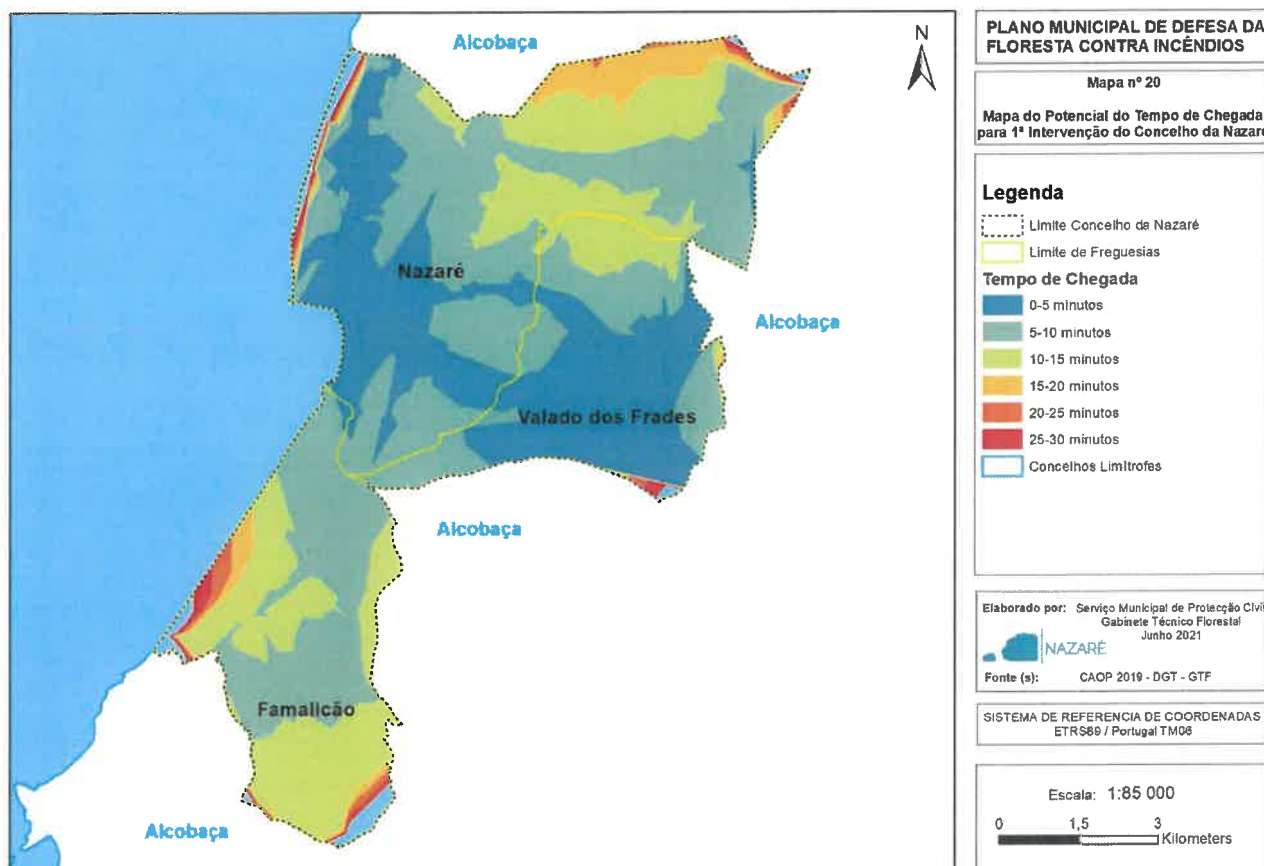 Alcobaça
N
Nazaré
Alcobaça
Valado dos Frades
Alcobaça
Famalicão
Alcobaça
PLANO MUNICIPAL DE DEFESA DA
FLORESTA CONTRA INCÊNDIOS
Mapa nº 20
Mapa do Potencial do Tempo de Chegada
para 1ª Intervenção do Concelho da Nazaré
Legenda
Limite Concelho da Nazaré
Limite de Freguesias
Tempo de Chegada
0-5 minutos
5-10 minutos
10-15 minutos
15-20 minutos
20-25 minutos
25-30 minutos
Concelhos Limítrofes
Elaborado por: Serviço Municipal de Protecção Civil
Gabinete Técnico Florestal
Junho 2021
NAZARÉ
Fonte (s): CAOP 2019 - DGT - GTF
SISTEMA DE REFERENCIA DE COORDENADAS
ETRS89 / Portugal TM06
Escala: 1:85 000
0 1,5 3
Kilometers